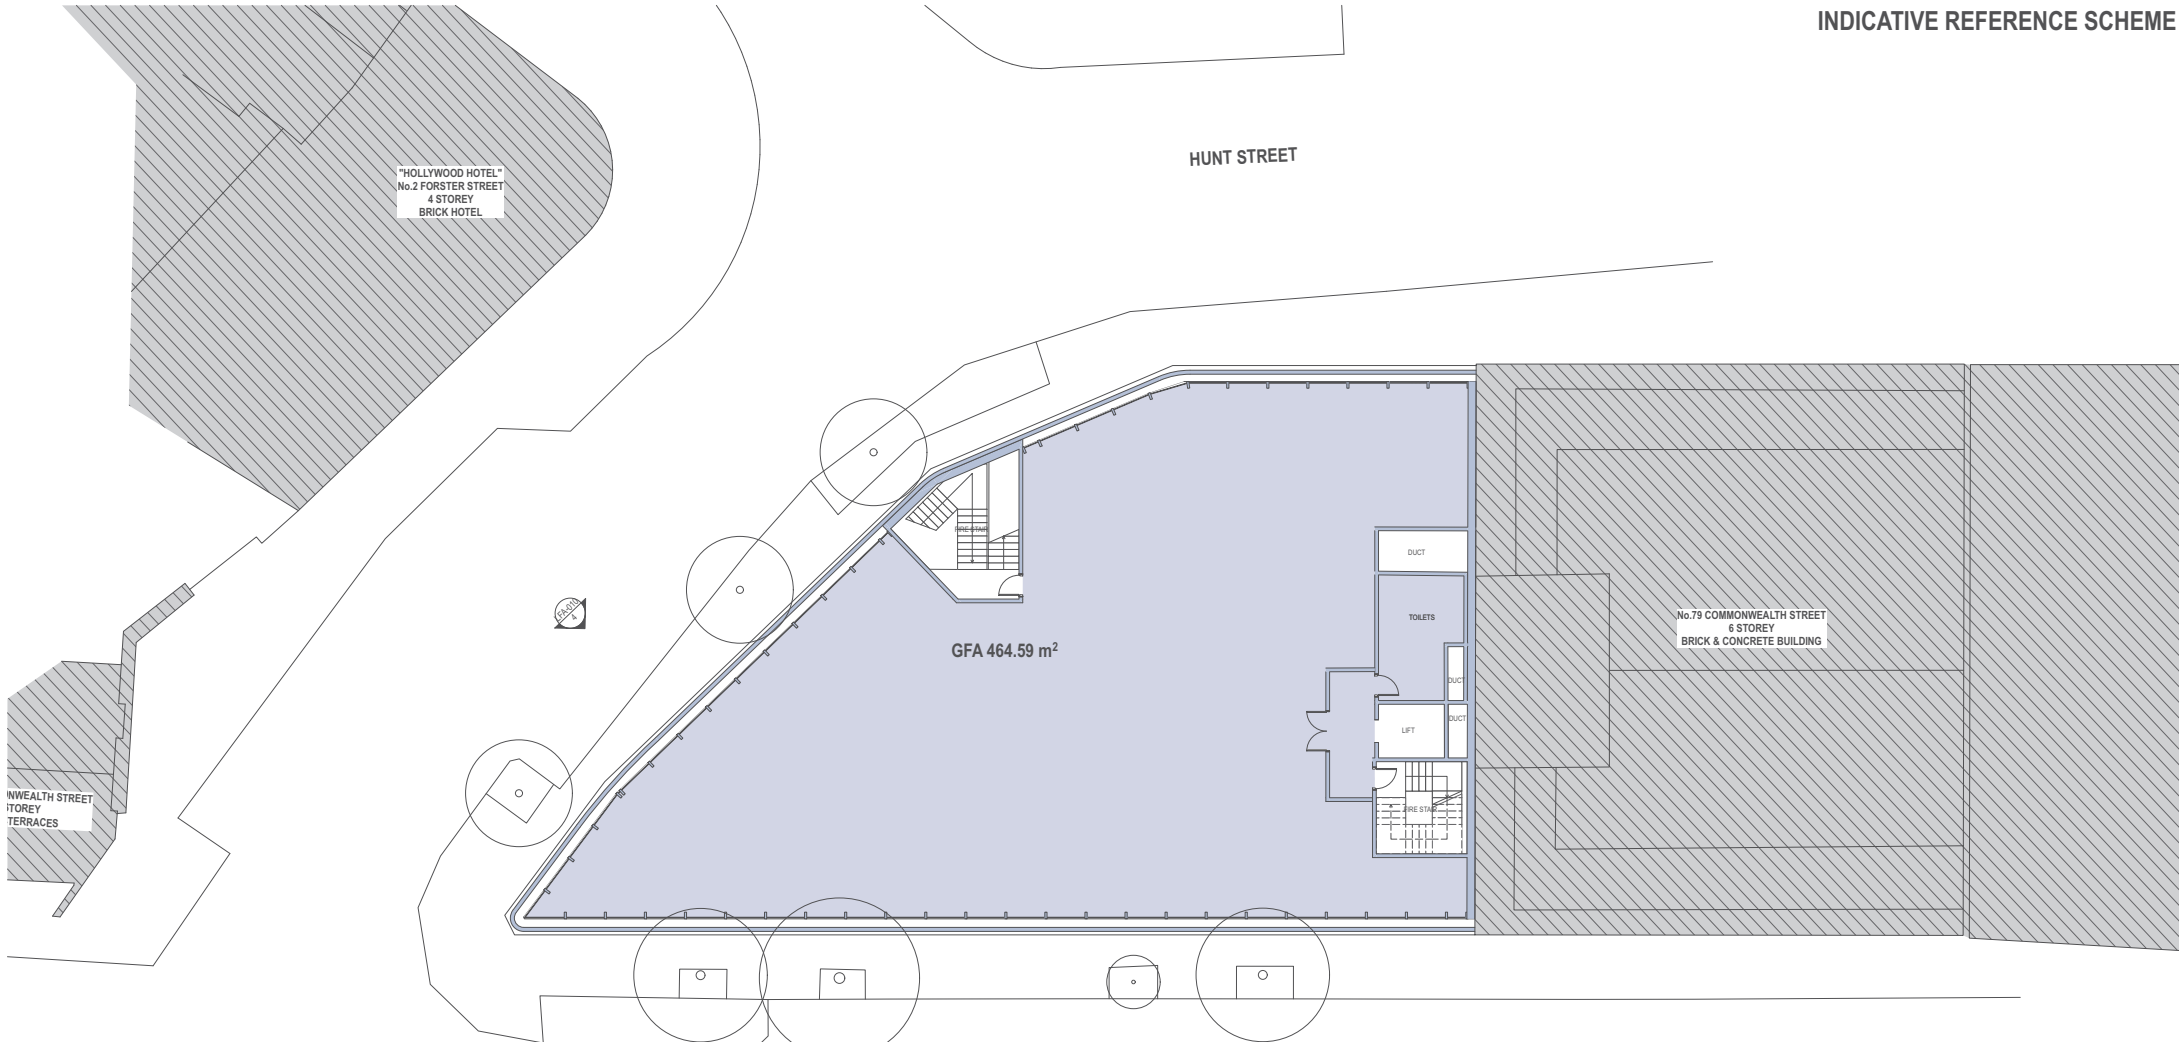 INDICATIVE REFERENCE SCHEME
HUNT STREET
"HOLLYWOOD HOTEL"
No.2 FORSTER STREET
4 STOREY
BRICK HOTEL
FIRE STAIR
DUCT
TOILETS
No.79 COMMONWEALTH STREET
6 STOREY
BRICK & CONCRETE BUILDING
GFA 464.59 m²
DUCT
DUCT
LIFT
FIRE STAIR
NWEALTH STREET
STOREY
TERRACES
4